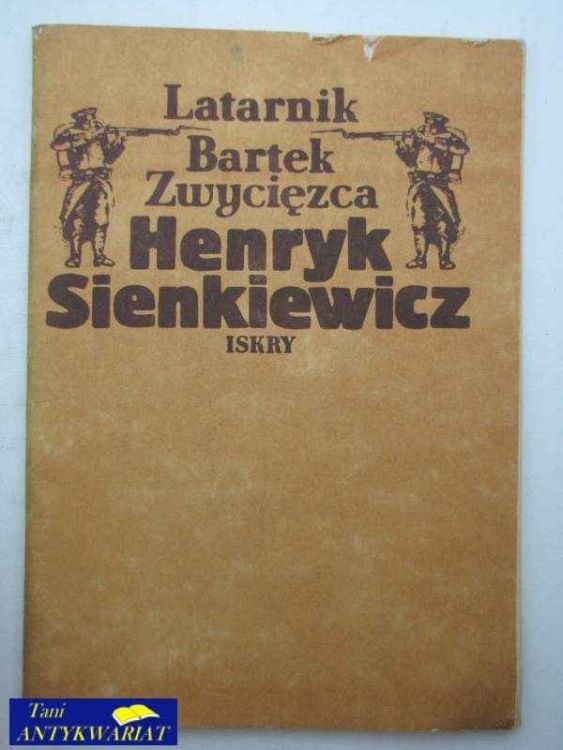 Latarnik
Bartek
Zwycięzca
Henryk
Sienkiewicz
ISKRY
Tani
ANTYKWARIAT